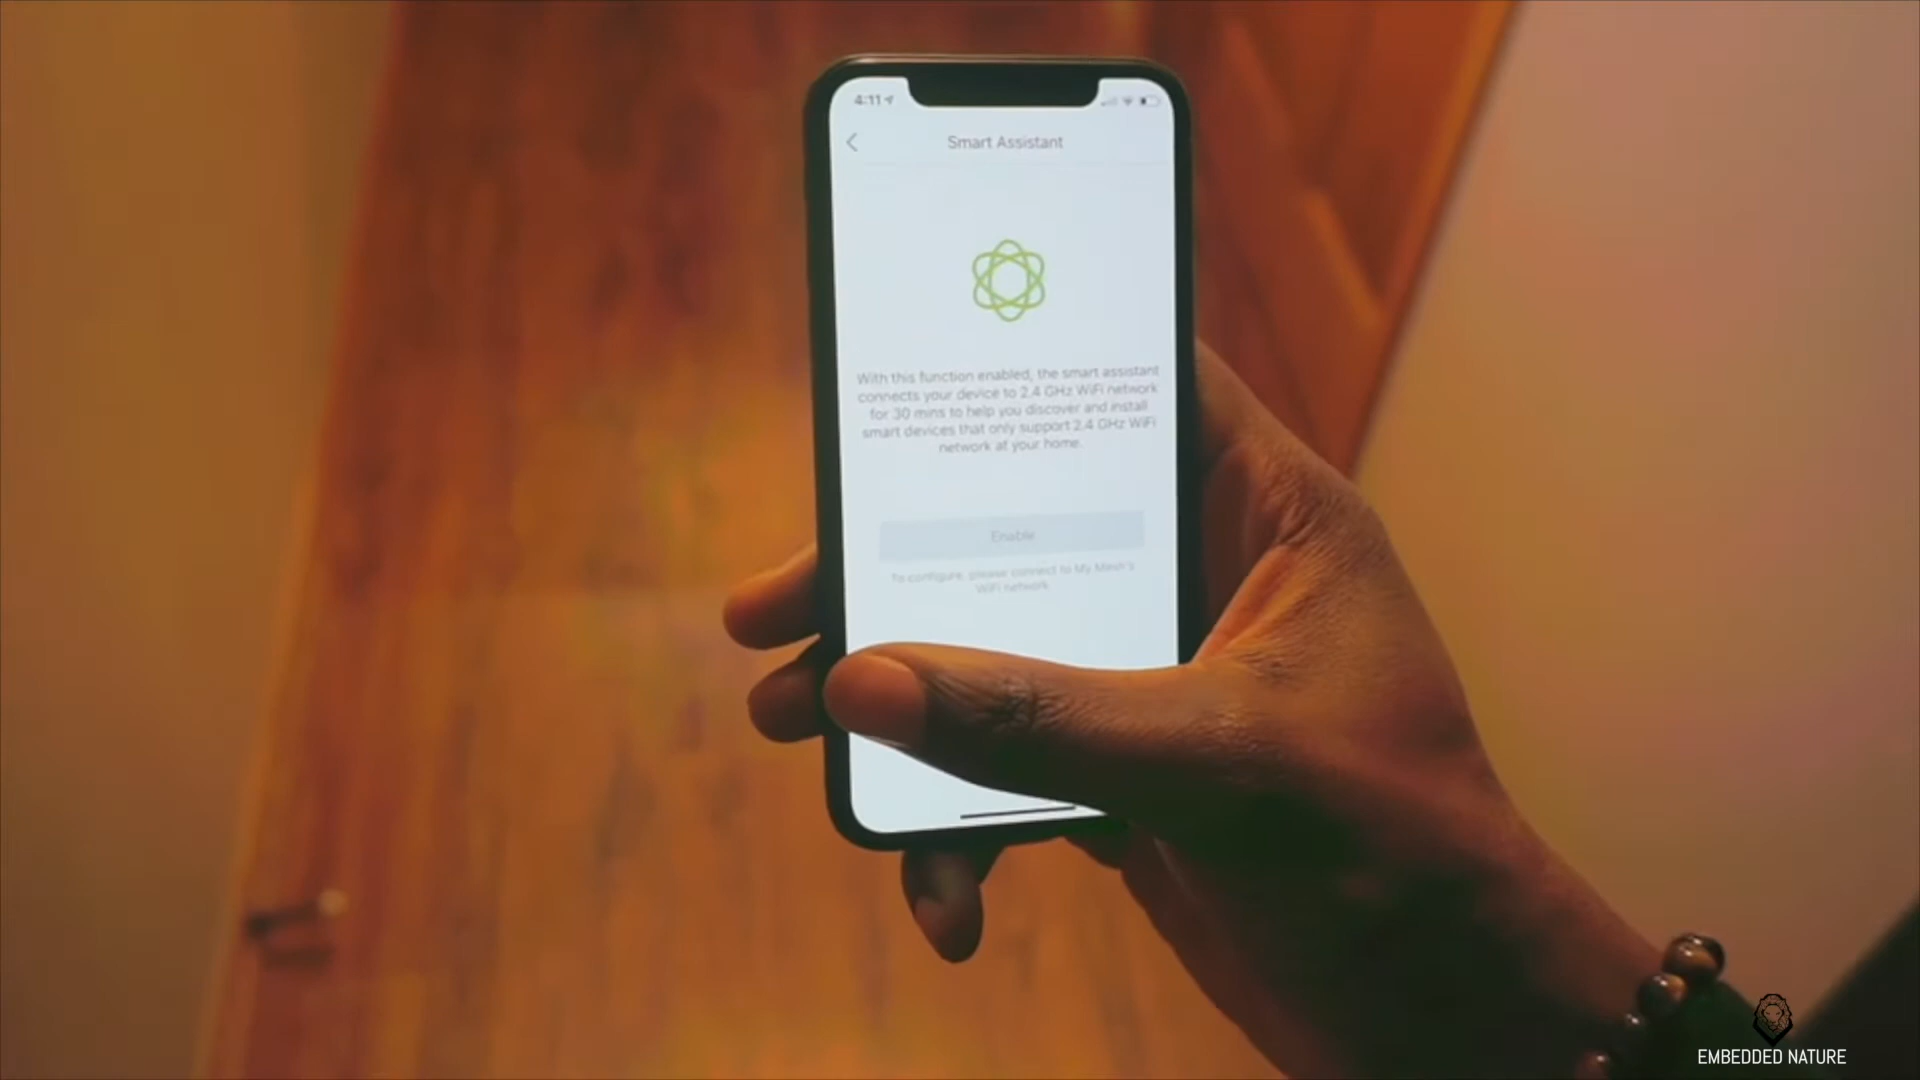 4:11
Smart Assistant
With this function enabled, the smart assistant
connects your device to 2.4 GHz WiFi network
for 30 mins to help you discover and install
smart devices that only support 2.4 GHz WiFi
network at your home.
Enable
To configure, please connect to My Mesh's
WiFi network
EMBEDDED NATURE